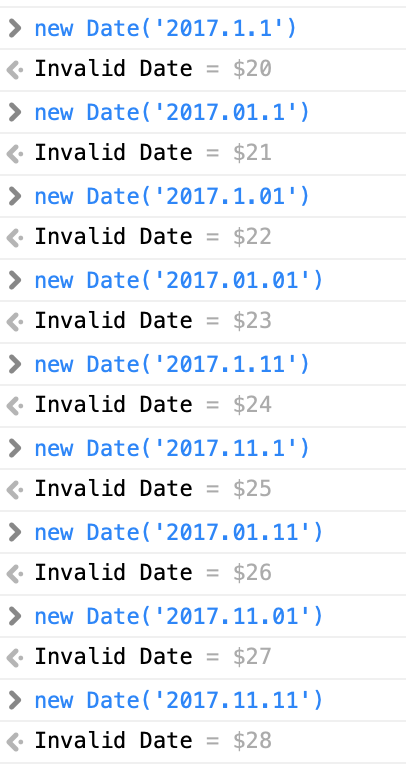 new Date('2017.1.1')
Invalid Date = $20
new Date('2017.01.1')
Invalid Date = $21
new Date('2017.1.01')
Invalid Date = $22
new Date('2017.01.01')
Invalid Date = $23
new Date('2017.1.11')
Invalid Date = $24
new Date('2017.11.1')
Invalid Date = $25
new Date('2017.01.11')
Invalid Date = $26
new Date('2017.11.01')
Invalid Date = $27
new Date('2017.11.11')
Invalid Date = $28